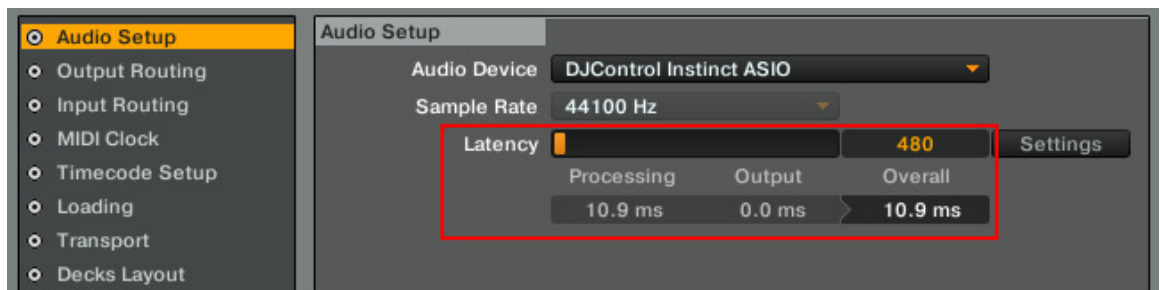 Audio Setup
Output Routing
Input Routing
MIDI Clock
Timecode Setup
Loading
Transport
Decks Layout
Audio Setup
Audio Device DJControl Instinct ASIO
Sample Rate 44100 Hz
Latency 480 Settings
Processing Output Overall
10.9 ms 0.0 ms 10.9 ms